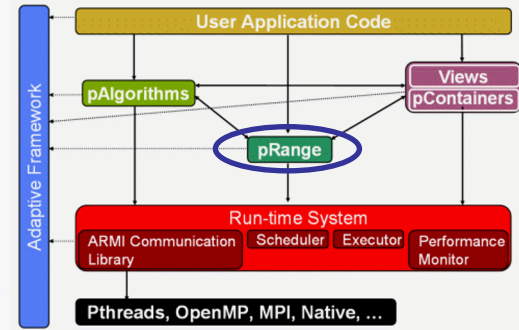 User Application Code
Adaptive Framework
Views
pAlgorithms
pContainers
pRange
Run-time System
ARMI Communication
Library
Scheduler
Executor
Performance
Monitor
Pthreads, OpenMP, MPI, Native, ...